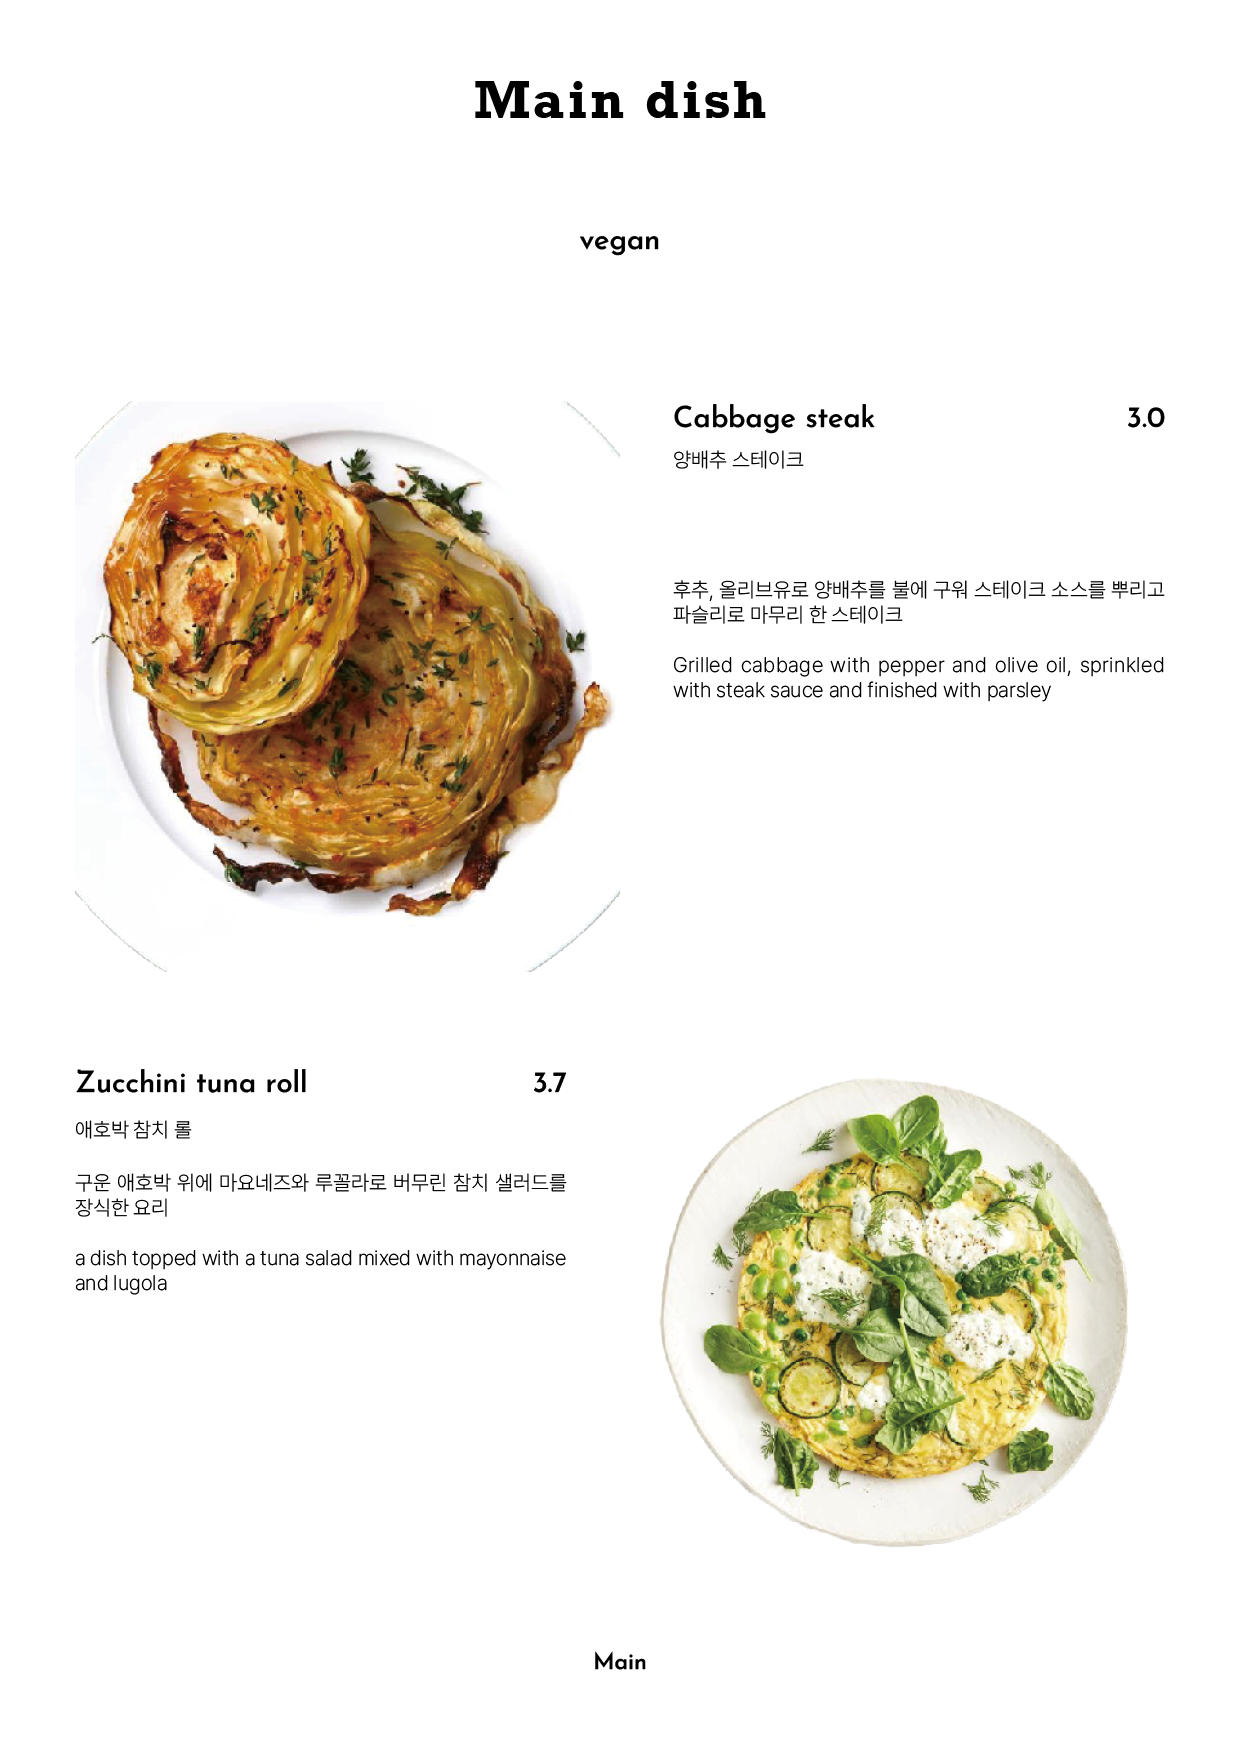 Main dish
vegan
Cabbage steak 3.0
양배추 스테이크
후추, 올리브유로 양배추를 불에 구워 스테이크 소스를 뿌리고
파슬리로 마무리 한 스테이크
Grilled cabbage with pepper and olive oil, sprinkled
with steak sauce and finished with parsley
Zucchini tuna roll 3.7
애호박 참치 롤
구운 애호박 위에 마요네즈와 루꼴라로 버무린 참치 샐러드를
장식한 요리
a dish topped with a tuna salad mixed with mayonnaise
and lugola
Main